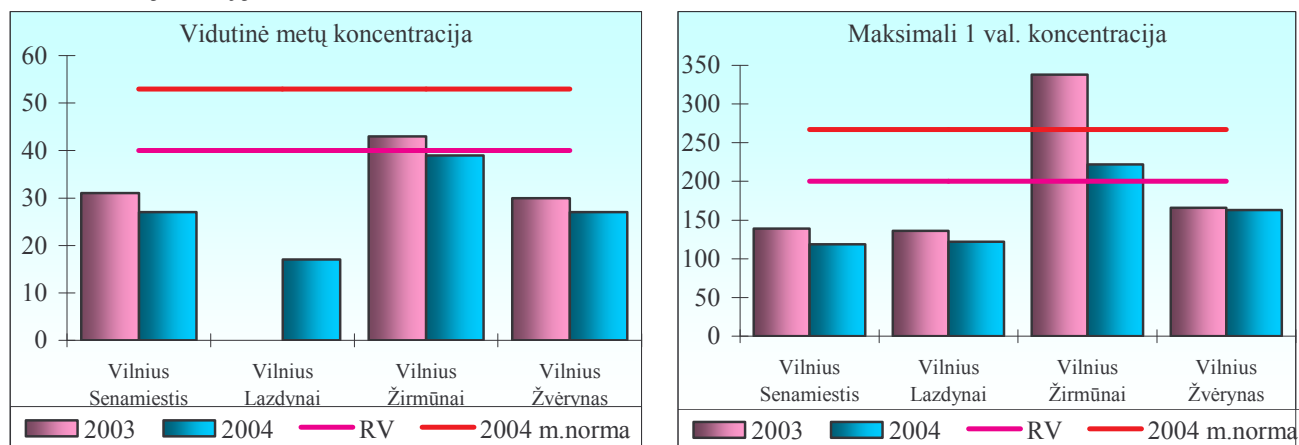 Vidutinė metų koncentracija
60
50
40
30
20
10
0
Vilnius Senamiestis
Vilnius Lazdynai
Vilnius Žirmūnai
Vilnius Žvėrynas
2003 2004 RV 2004 m.norma
Maksimali 1 val. koncentracija
350
300
250
200
150
100
50
0
Vilnius Senamiestis
Vilnius Lazdynai
Vilnius Žirmūnai
Vilnius Žvėrynas
2003 2004 RV 2004 m.norma